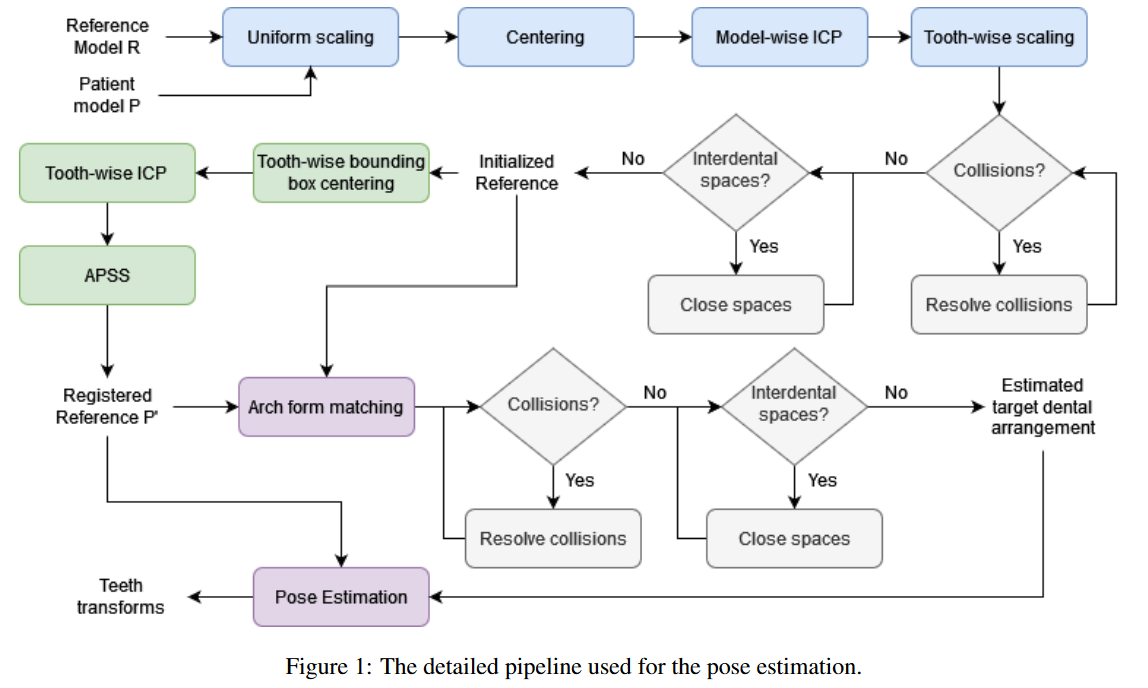 Reference
Model R
Uniform scaling
Centering
Model-wise ICP
Tooth-wise scaling
Patient
model P
Tooth-wise ICP
Tooth-wise bounding
box centering
Initialized
Reference
No
Interdental
spaces?
No
Collisions?
Yes
Yes
APSS
Close spaces
Resolve collisions
Registered
Reference P'
Arch form matching
Collisions?
No
Interdental
spaces?
No
Estimated
target dental
arrangement
Yes
Yes
Resolve collisions
Close spaces
Teeth
transforms
Pose Estimation
Figure 1: The detailed pipeline used for the pose estimation.